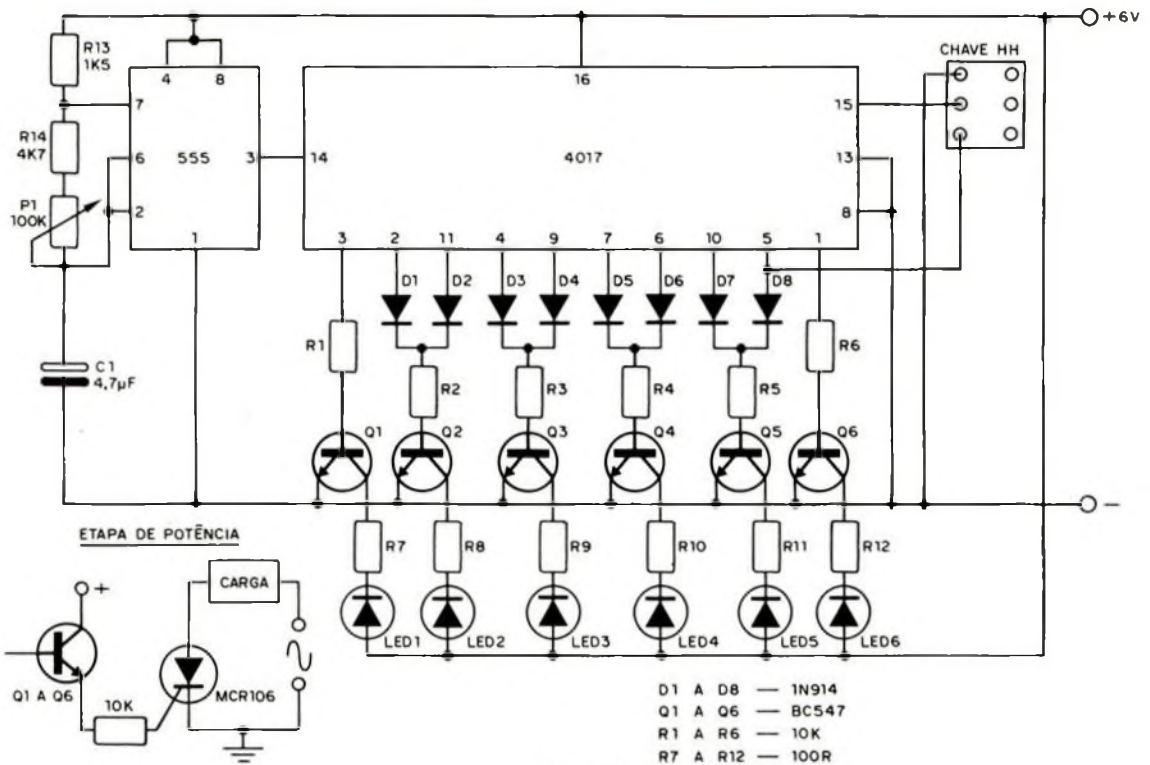 +6V
R13
1K5
4
8
16
CHAVE HH
7
15
R14
4K7
6
555
3
14
4017
13
P1
100K
2
8
1
3
2
11
4
9
7
6
10
5
1
D1
D2
D3
D4
D5
D6
D7
D8
R1
R6
C1
4,7µF
R2
R3
R4
R5
Q1
Q2
Q3
Q4
Q5
Q6
−
ETAPA DE POTÊNCIA
R7
R8
R9
R10
R11
R12
+
CARGA
LED1
LED2
LED3
LED4
LED5
LED6
Q1 A Q6
10K
MCR106
D1 A D8 — 1N914
Q1 A Q6 — BC547
R1 A R6 — 10K
R7 A R12 — 100R